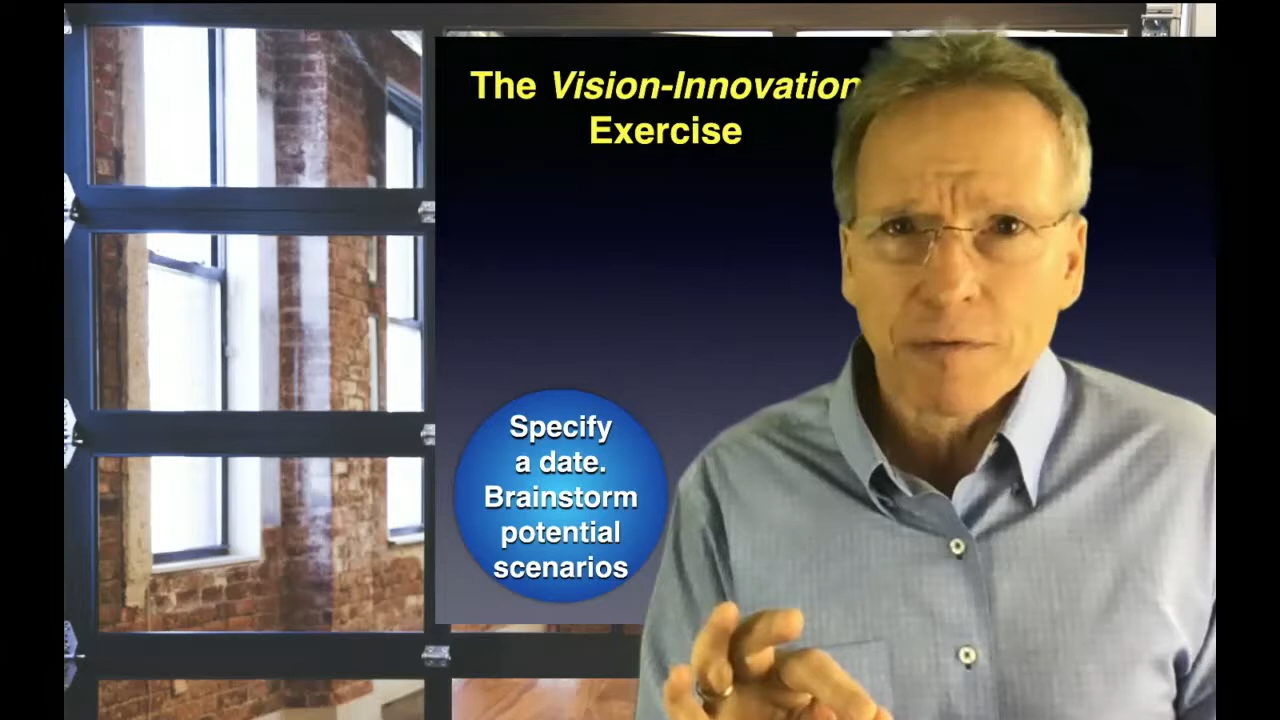 The Vision-Innovation
Exercise
Specify
a date.
Brainstorm
potential
scenarios